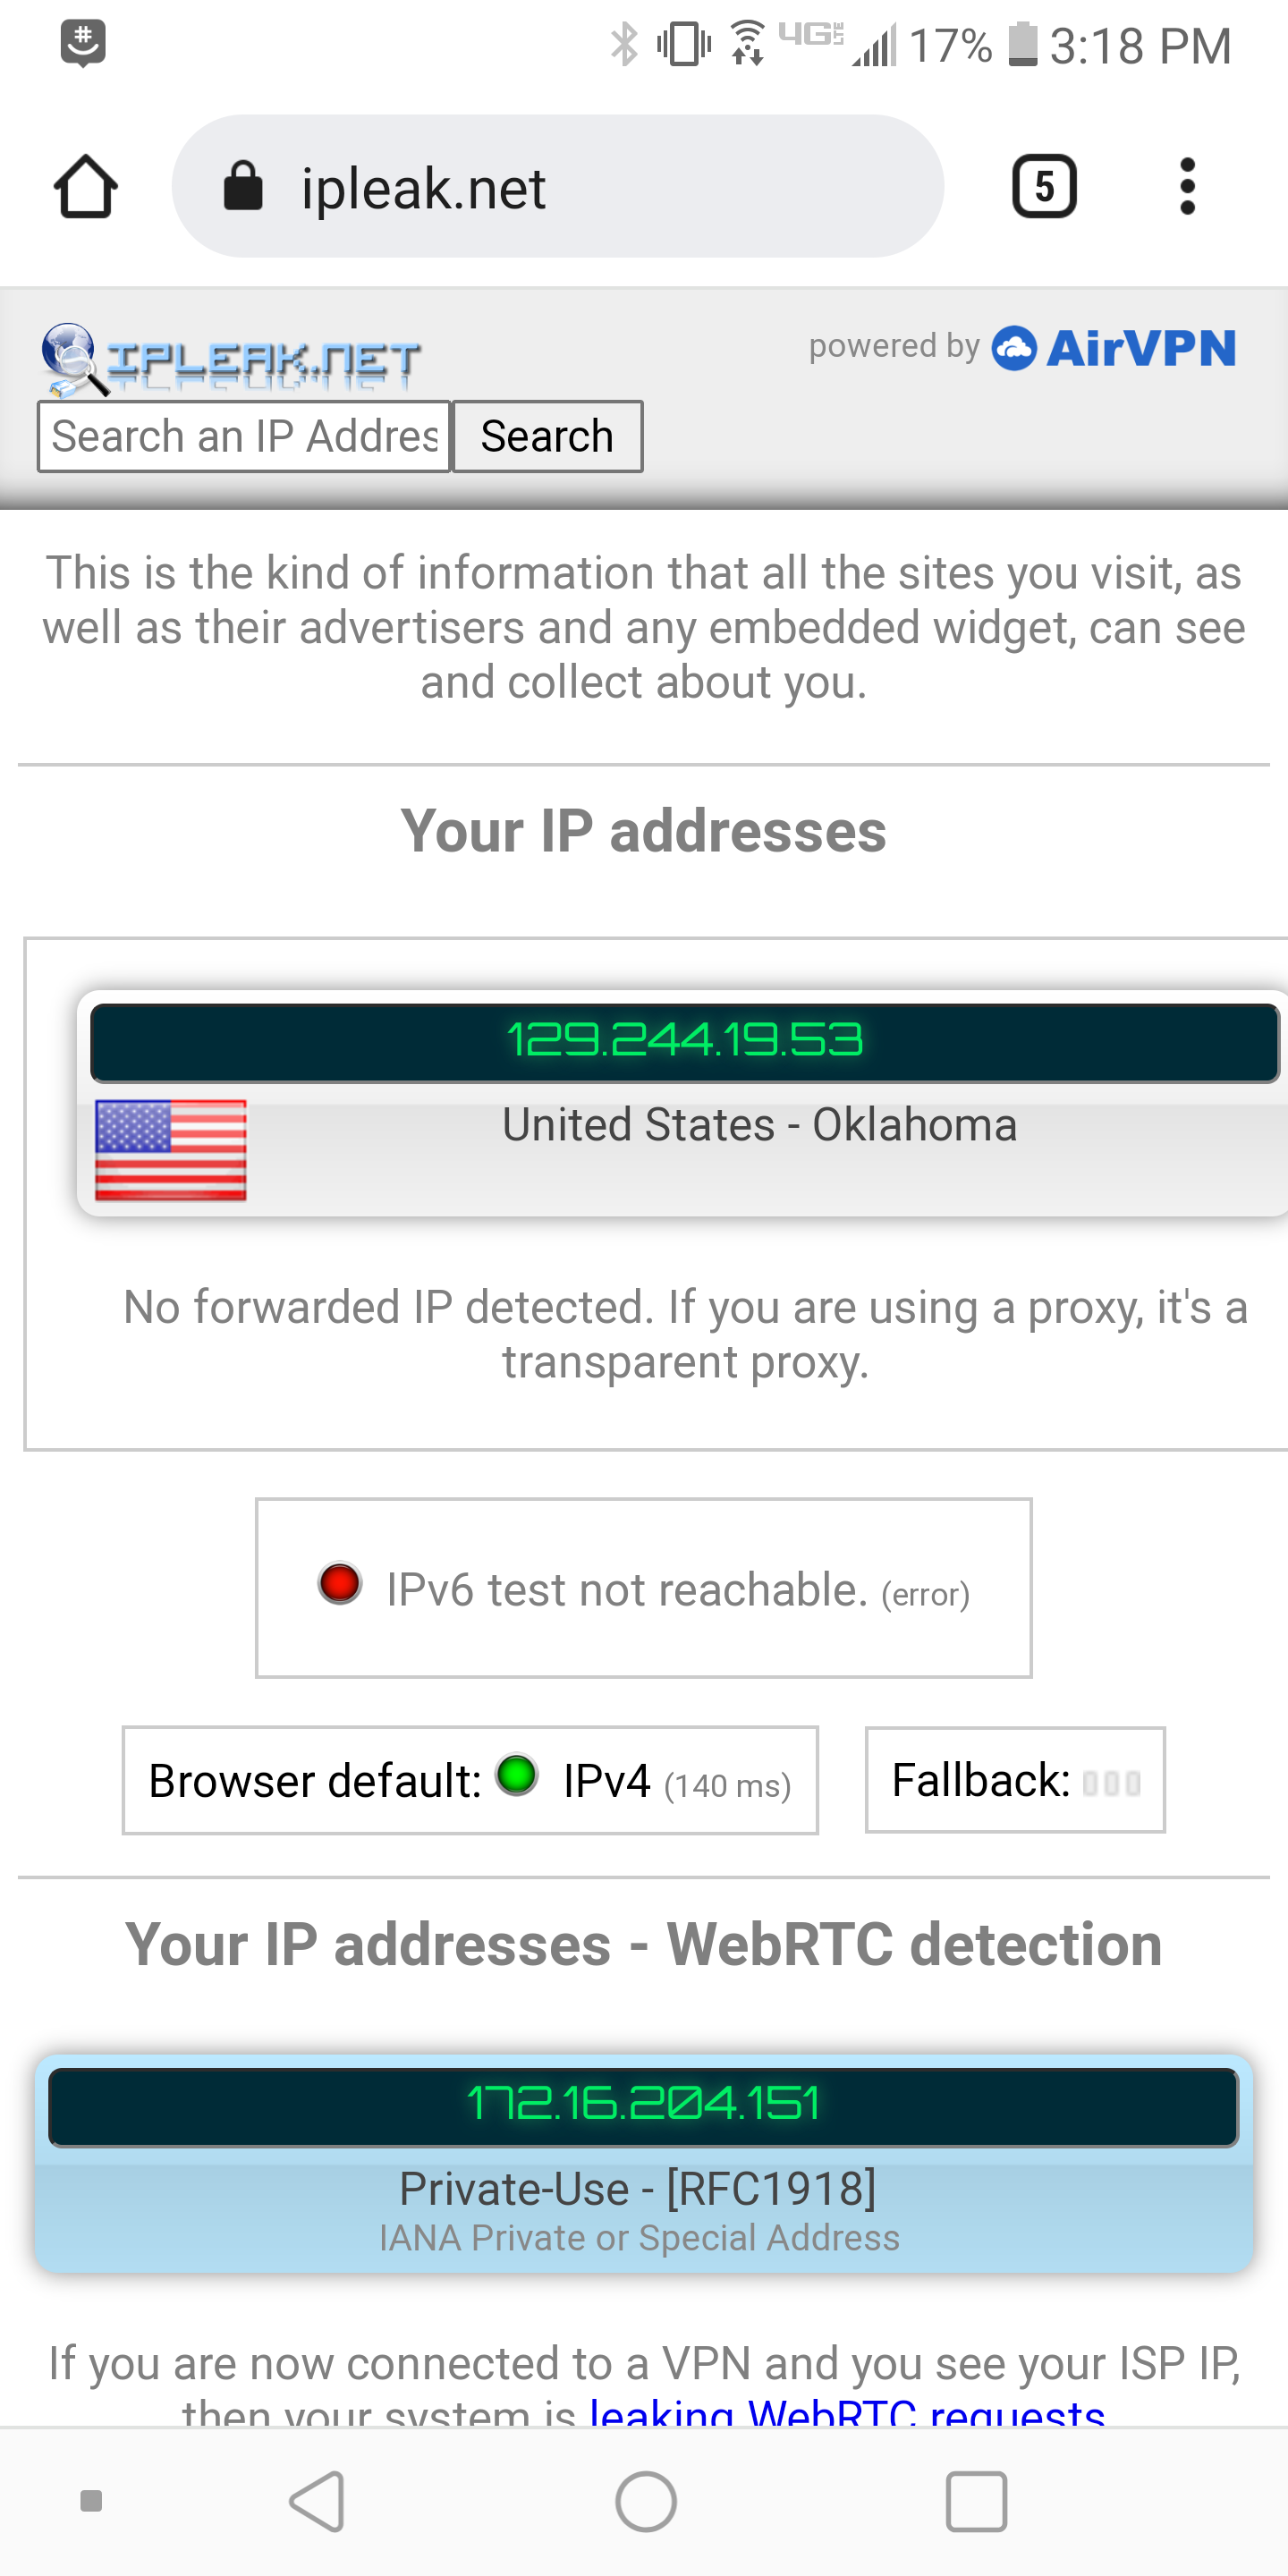 17% 3:18 PM
ipleak.net
5
IPLEAK.NET
powered by AirVPN
Search an IP Addres
Search
This is the kind of information that all the sites you visit, as
well as their advertisers and any embedded widget, can see
and collect about you.
Your IP addresses
129.244.19.53
United States - Oklahoma
No forwarded IP detected. If you are using a proxy, it's a
transparent proxy.
IPv6 test not reachable. (error)
Browser default: IPv4 (140 ms)
Fallback:
Your IP addresses - WebRTC detection
172.16.204.151
Private-Use - [RFC1918]
IANA Private or Special Address
If you are now connected to a VPN and you see your ISP IP,
then your system is leaking WebRTC requests